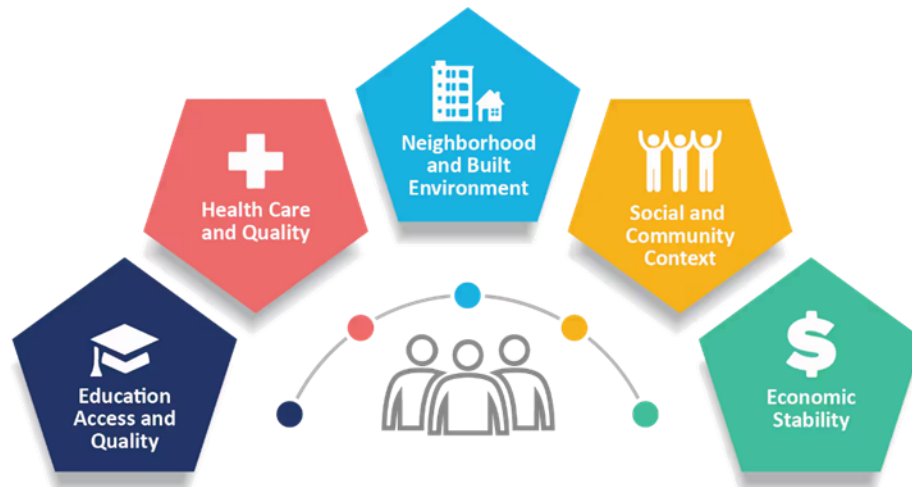 Neighborhood
and Built
Environment
Health Care
and Quality
Social and
Community
Context
Education
Access and
Quality
$
Economic
Stability